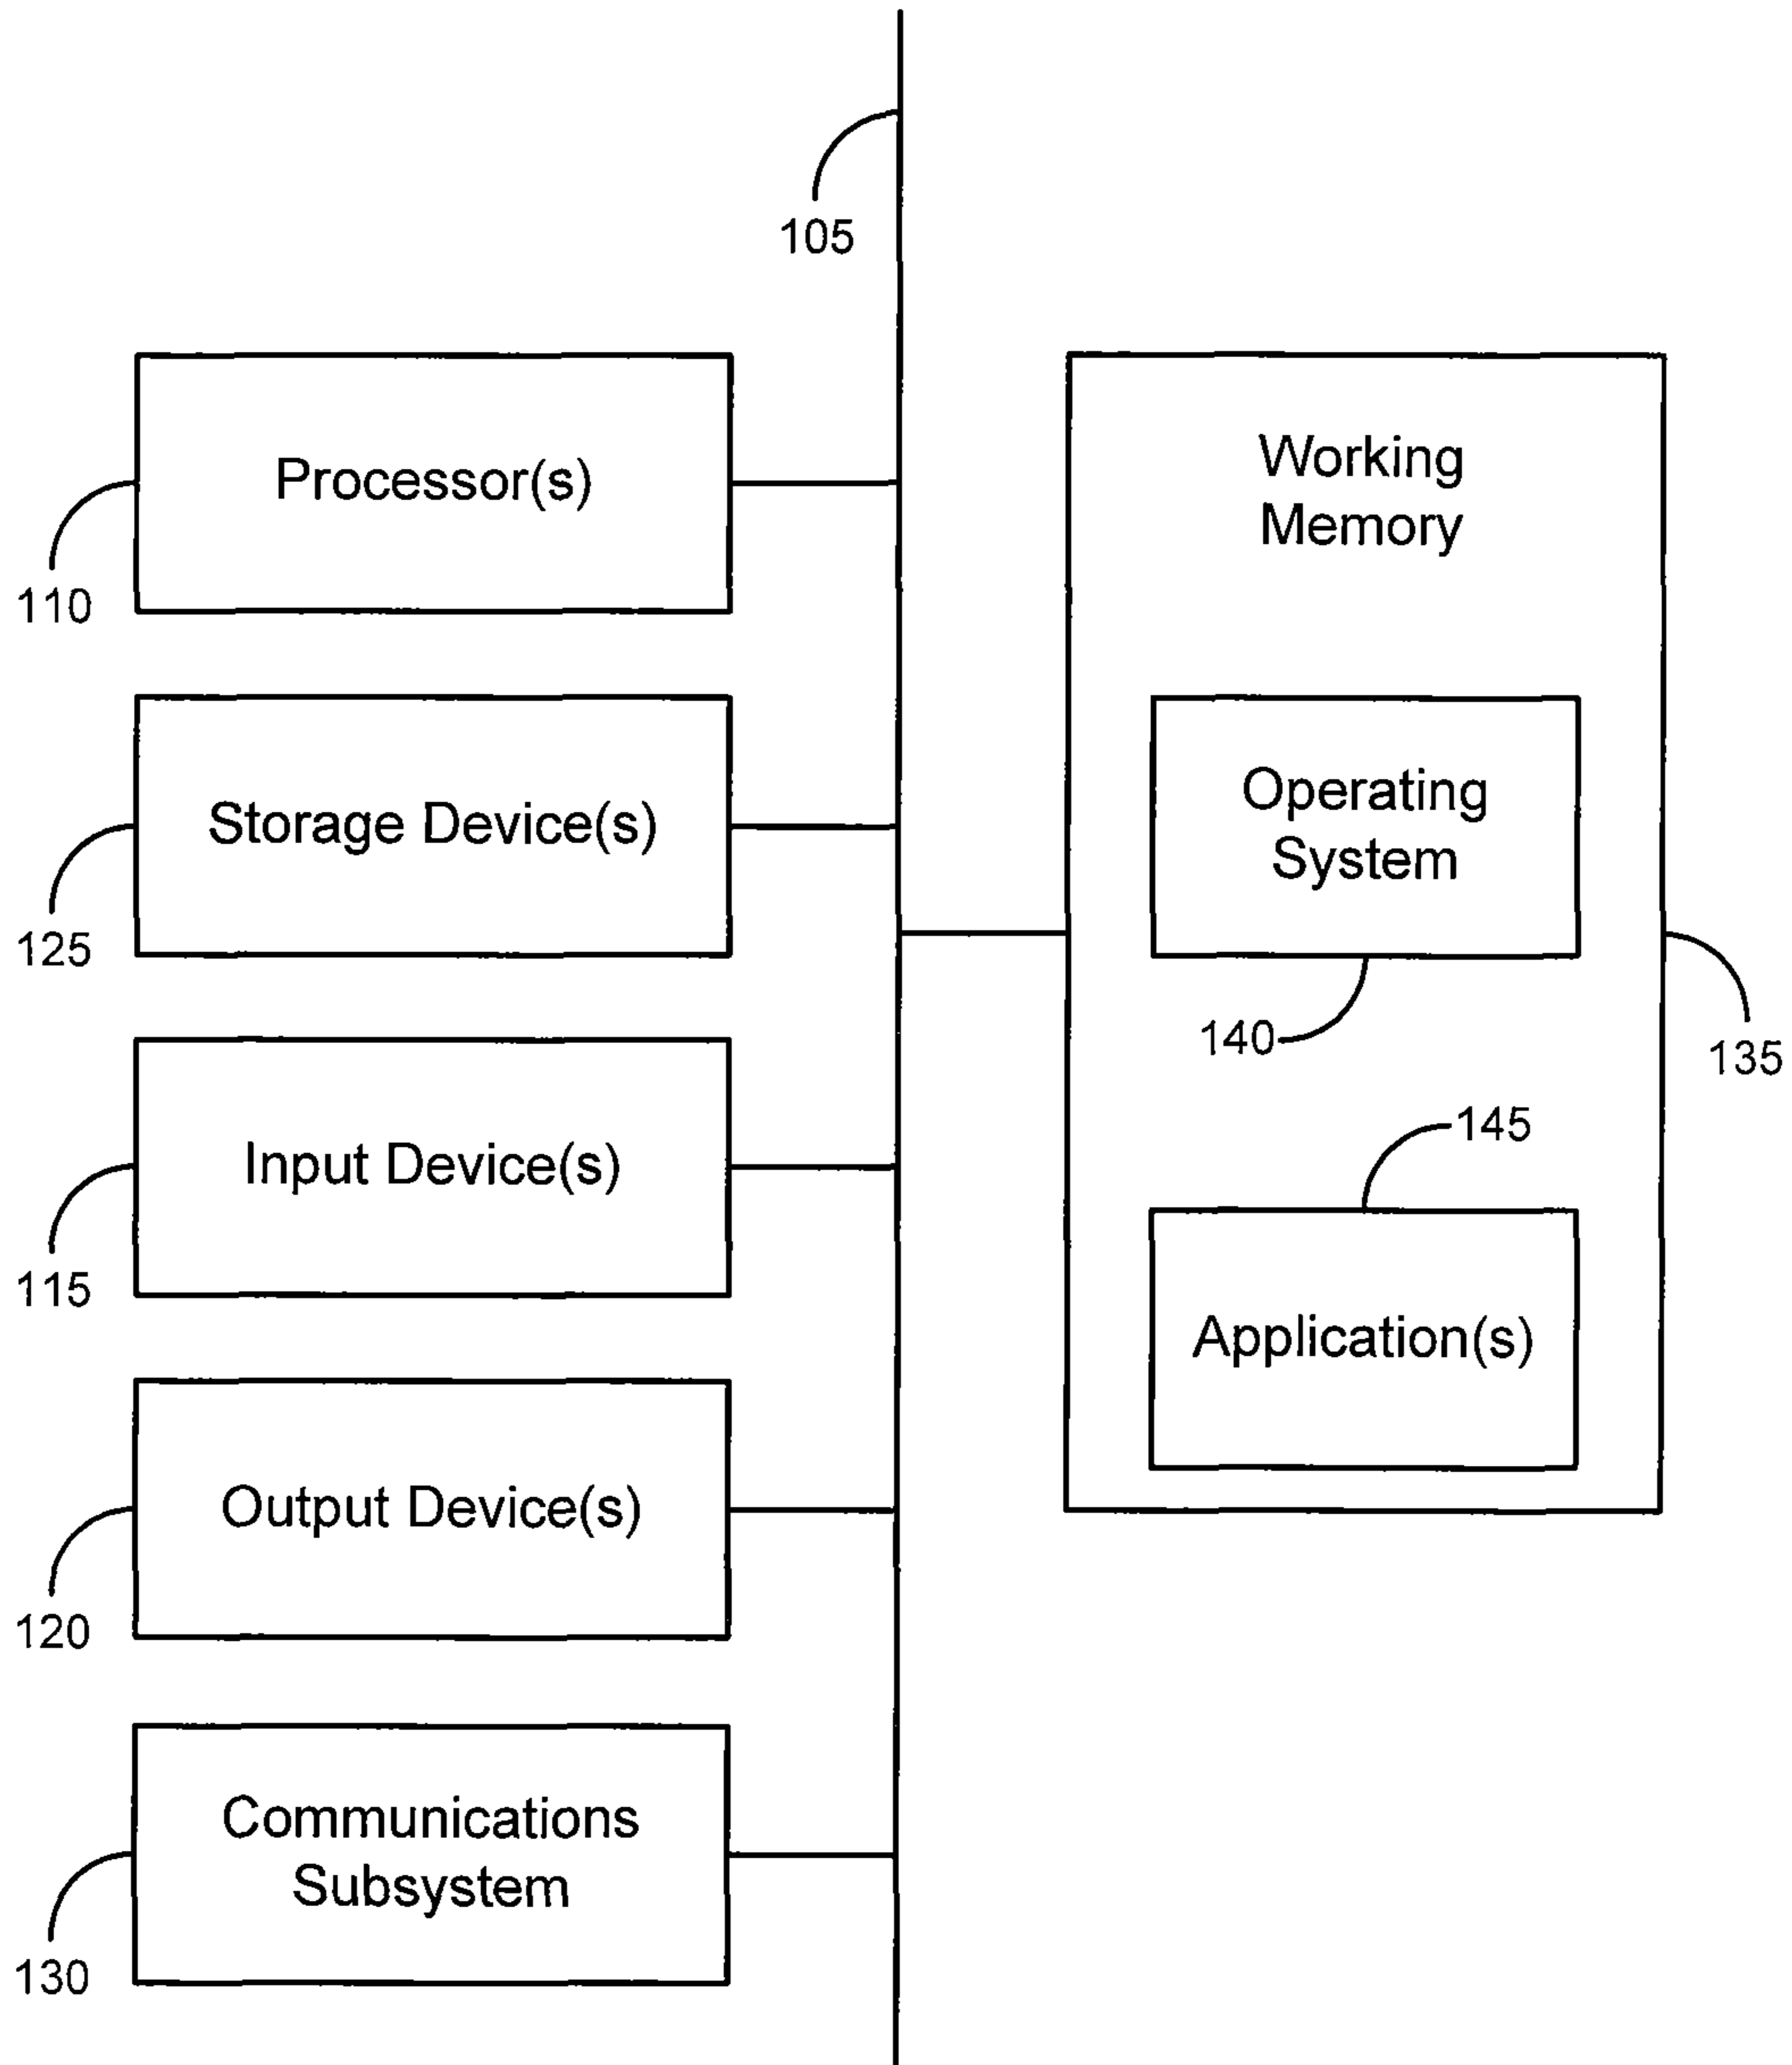 105
Processor(s)
110
Storage Device(s)
125
Input Device(s)
115
Output Device(s)
120
Communications
Subsystem
130
Working
Memory
Operating
System
140
135
145
Application(s)